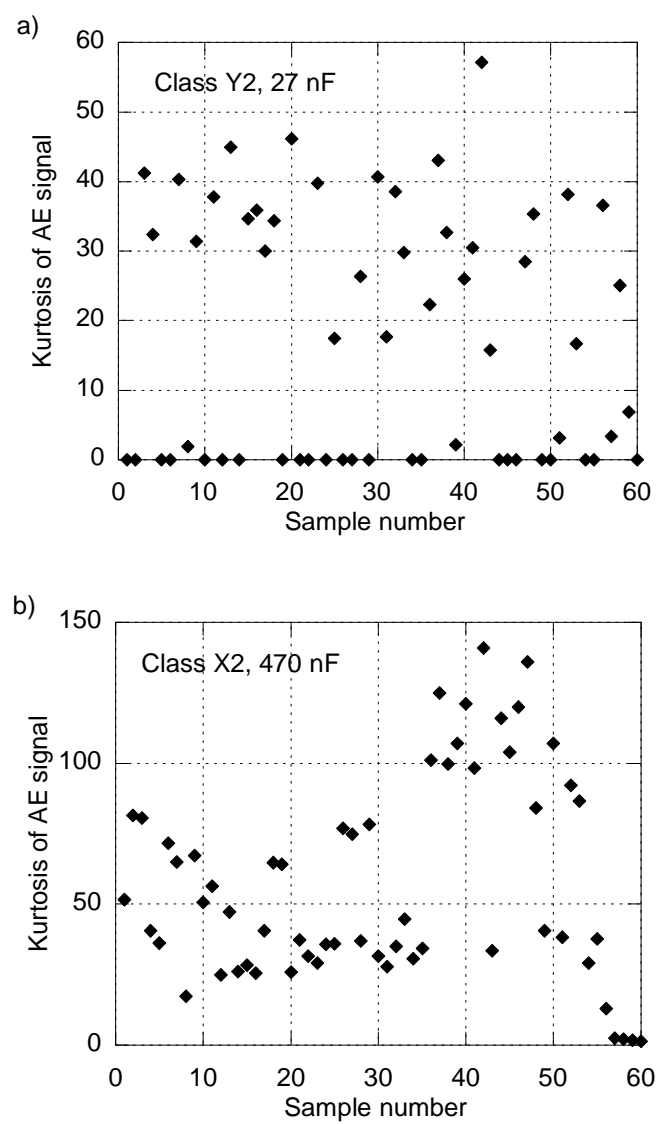 a)
60
Class Y2, 27 nF
50
40
30
20
10
0
Kurtosis of AE signal
0 10 20 30 40 50 60
Sample number
b)
150
Class X2, 470 nF
100
50
0
Kurtosis of AE signal
0 10 20 30 40 50 60
Sample number